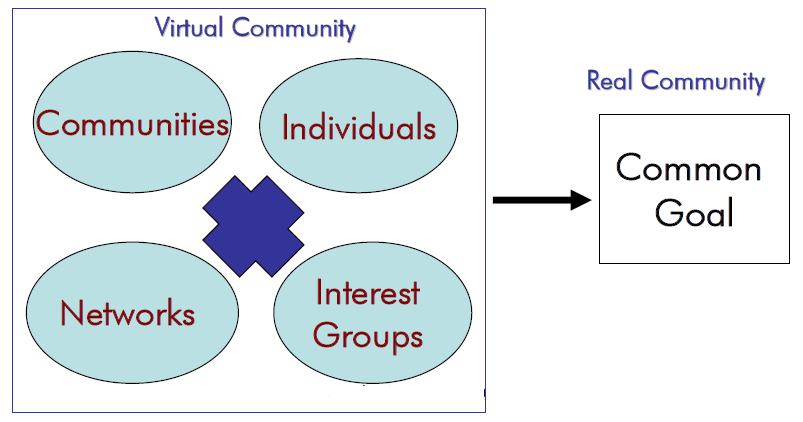 Virtual Community
Communities
Individuals
Networks
Interest
Groups
Real Community
Common
Goal